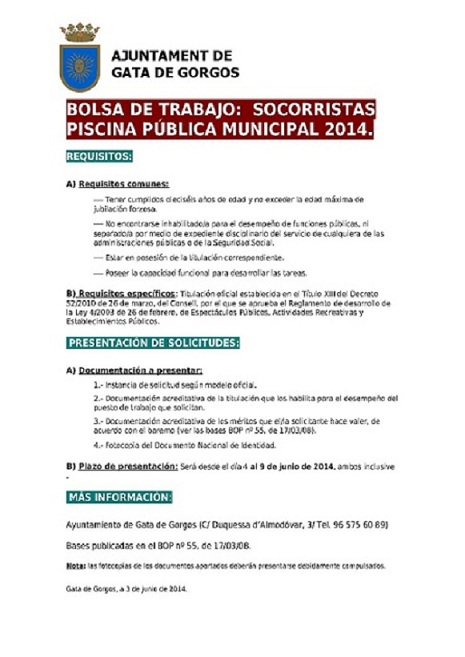 AJUNTAMENT DE
GATA DE GORGOS
BOLSA DE TRABAJO: SOCORRISTAS
PISCINA PÚBLICA MUNICIPAL 2014.
REQUISITOS:
A) Requisitos comunes:
— Tener cumplidos dieciséis años de edad y no exceder la edad máxima de
jubilación forzosa.
— No encontrarse inhabilitado/a para el desempeño de funciones públicas, ni
separado/a por medio de expediente disciplinario del servicio de cualquiera de las
administraciones públicas o de la Seguridad Social.
— Estar en posesión de la titulación correspondiente.
— Poseer la capacidad funcional para desarrollar las tareas.
B) Requisitos específicos: Titulación oficial establecida en el Título XIII del Decreto
52/2010 de 26 de marzo, del Consell, por el que se aprueba el Reglamento de desarrollo de
la Ley 4/2003 de 26 de febrero, de Espectáculos Públicos, Actividades Recreativas y
Establecimientos Públicos.
PRESENTACIÓN DE SOLICITUDES:
A) Documentación a presentar:
1.- Instancia de solicitud según modelo oficial.
2.- Documentación acreditativa de la titulación que los habilita para el desempeño del
puesto de trabajo que solicitan.
3.- Documentación acreditativa de los méritos que el/la solicitante hace valer, de
acuerdo con el baremo (ver las bases BOP nº 55, de 17/03/08).
4.- Fotocopia del Documento Nacional de Identidad.
B) Plazo de presentación: Será desde el día 4 al 9 de junio de 2014, ambos inclusive
.
MÁS INFORMACIÓN:
Ayuntamiento de Gata de Gorgos (C/ Duquessa d'Almodóvar, 3/ Tel. 96 575 60 89)
Bases publicadas en el BOP nº 55, de 17/03/08.
Nota: las fotocopias de los documentos aportados deberán presentarse debidamente compulsados.
Gata de Gorgos, a 3 de junio de 2014.